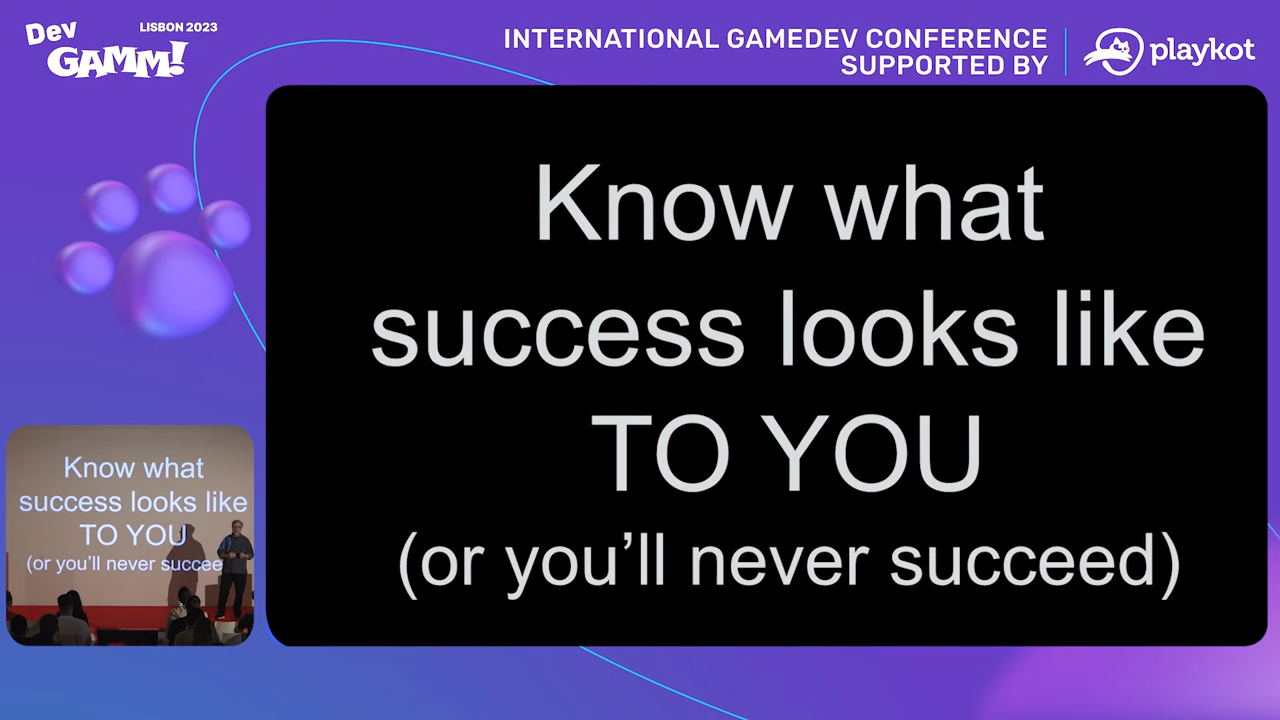 Dev
GAMM!
LISBON 2023
INTERNATIONAL GAMEDEV CONFERENCE
SUPPORTED BY
playkot
Know what
success looks like
TO YOU
(or you’ll never succeed)
Know what
success looks like
TO YOU
(or you’ll never succee